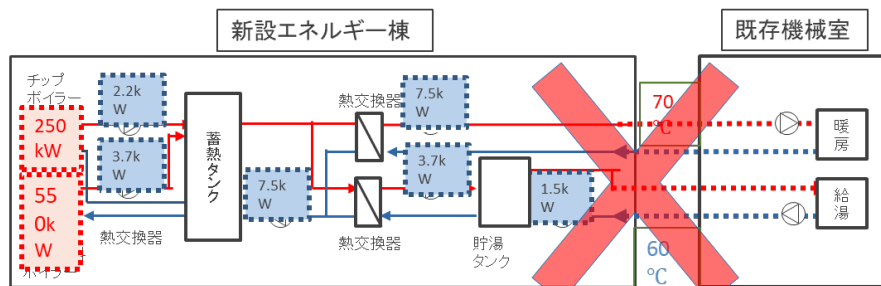 新設エネルギー棟
既存機械室
チップ
ボイラー
250
kW
55
0k
W
ボイラー
2.2k
W
3.7k
W
熱交換器
蓄熱タンク
7.5k
W
熱交換器
7.5k
W
3.7k
W
熱交換器
貯湯
タンク
1.5k
W
70
℃
60
℃
暖
房
給
湯